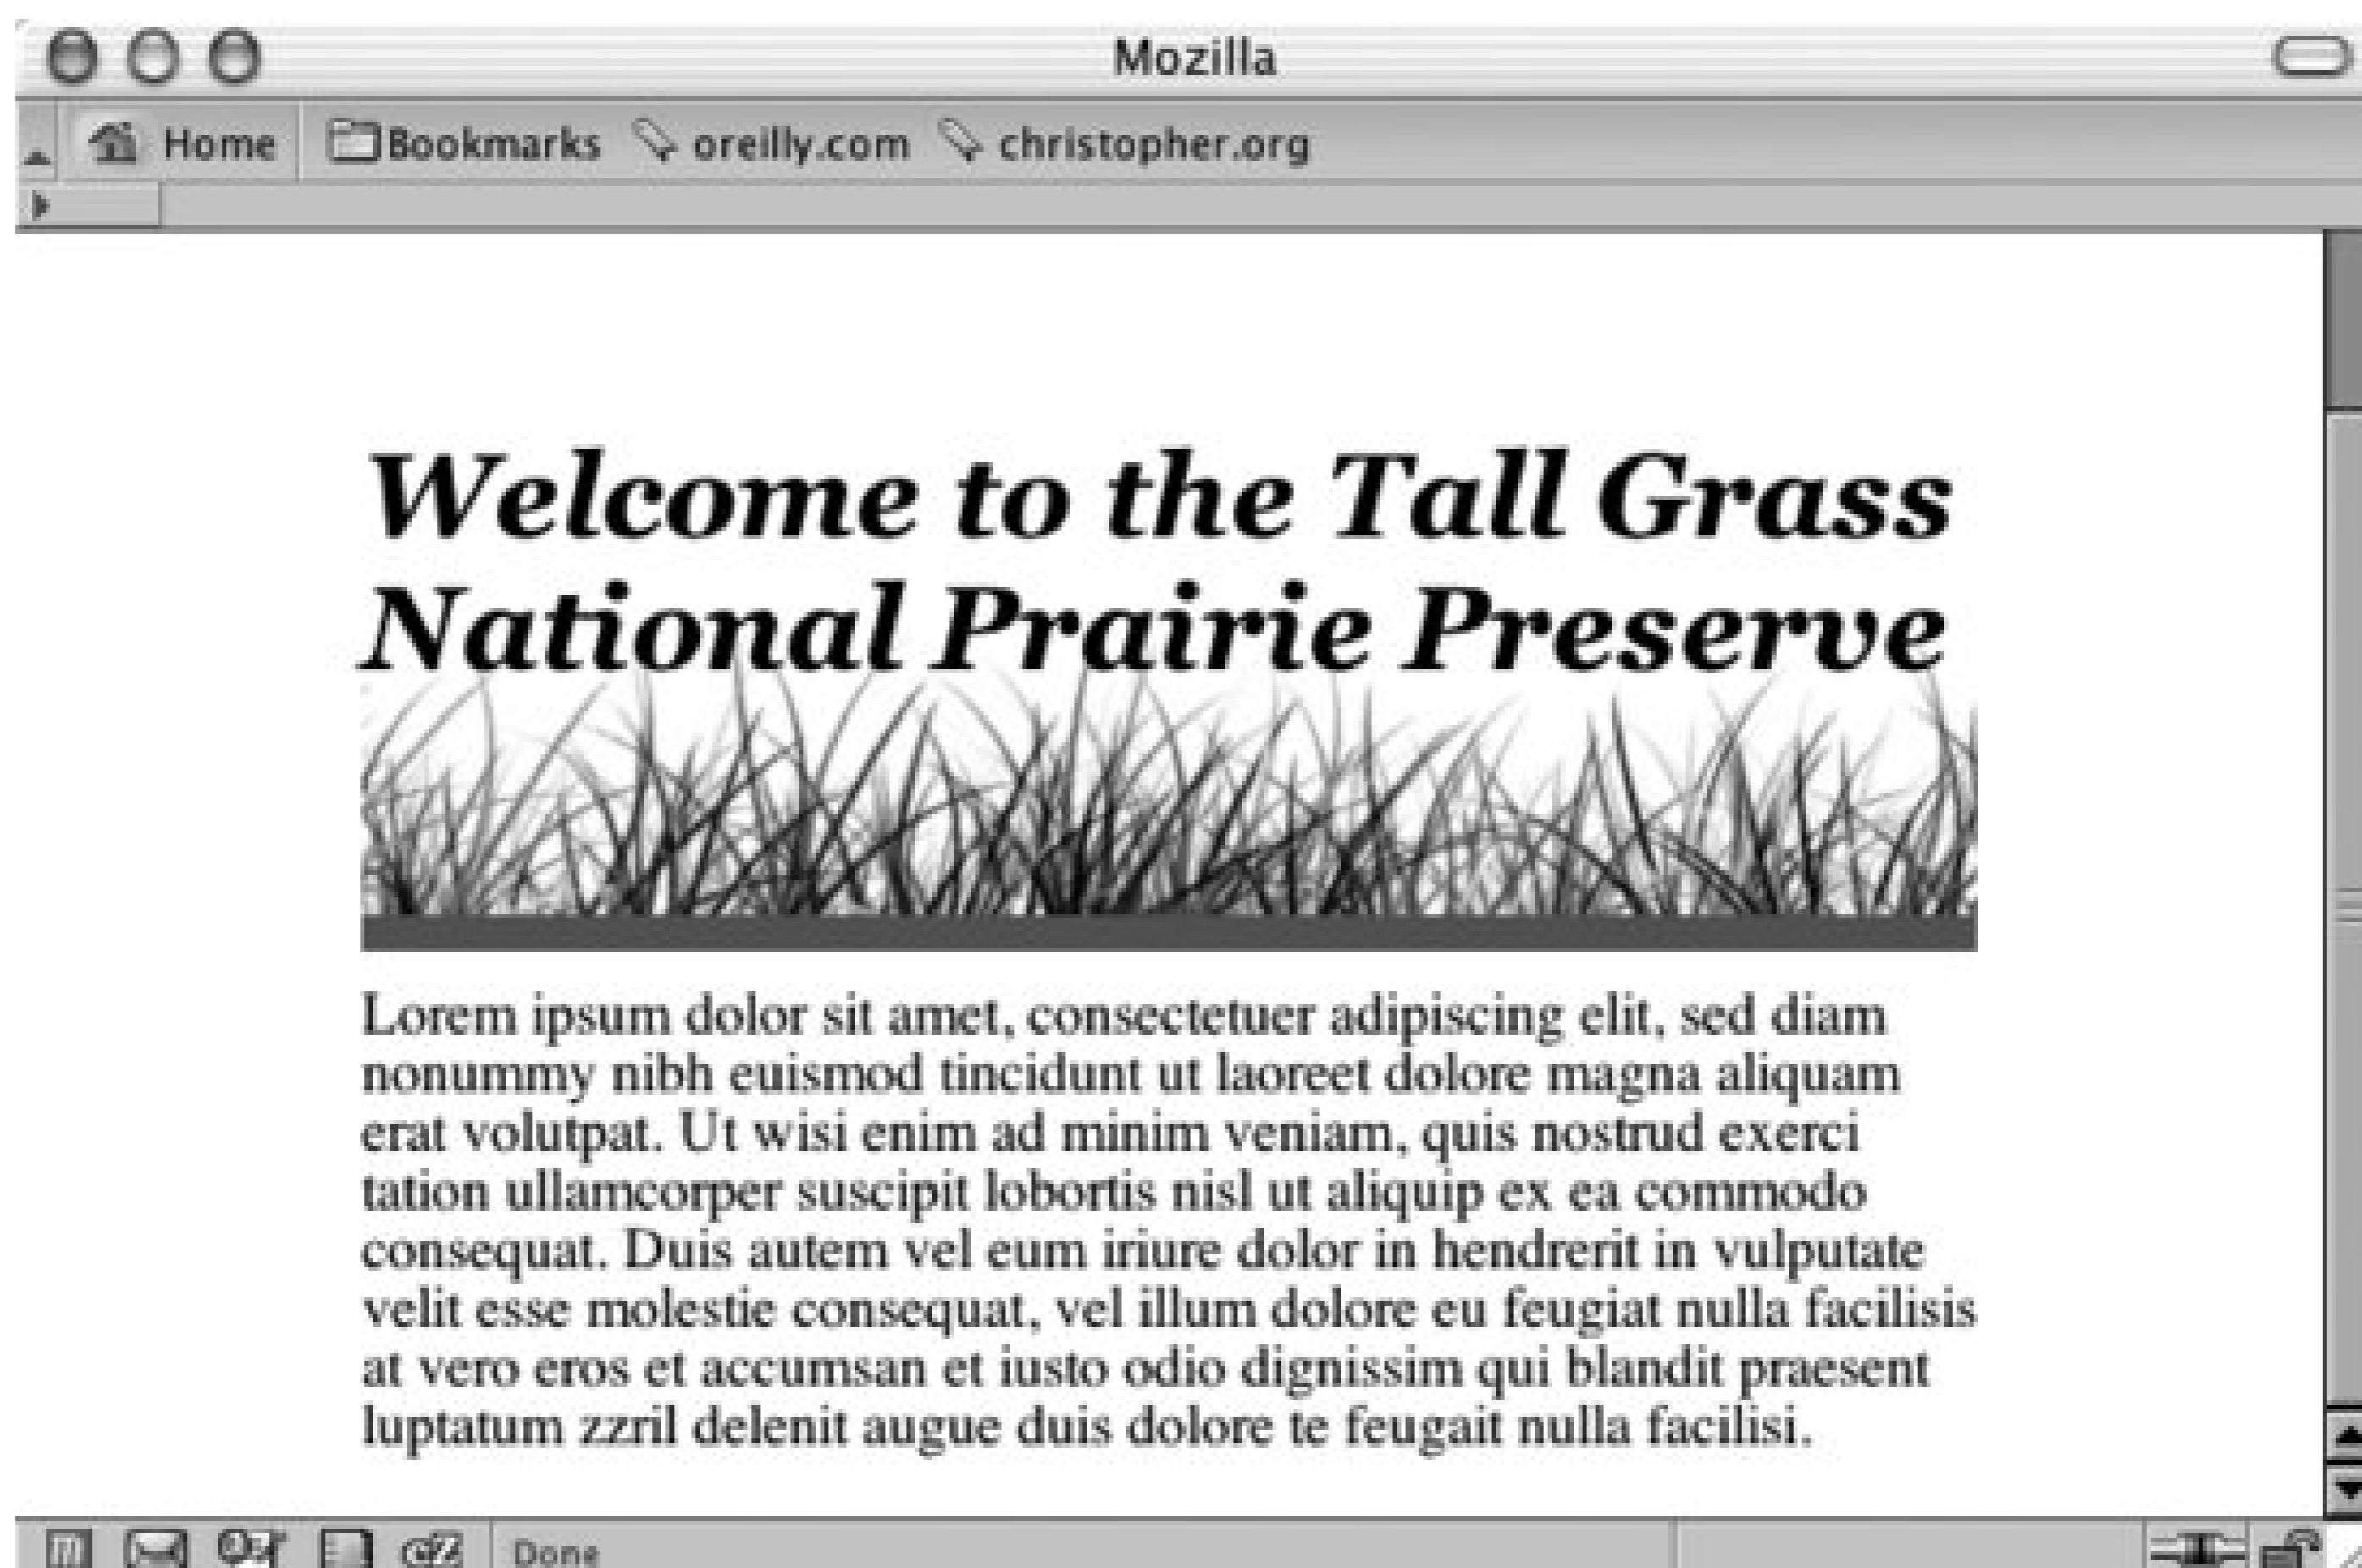 Mozilla
Home Bookmarks oreilly.com christopher.org
Welcome to the Tall Grass
National Prairie Preserve
Lorem ipsum dolor sit amet, consectetuer adipiscing elit, sed diam
nonummy nibh euismod tincidunt ut laoreet dolore magna aliquam
erat volutpat. Ut wisi enim ad minim veniam, quis nostrud exerci
tation ullamcorper suscipit lobortis nisl ut aliquip ex ea commodo
consequat. Duis autem vel eum iriure dolor in hendrerit in vulputate
velit esse molestie consequat, vel illum dolore eu feugiat nulla facilisis
at vero eros et accumsan et iusto odio dignissim qui blandit praesent
luptatum zzril delenit augue duis dolore te feugait nulla facilisi.
Done